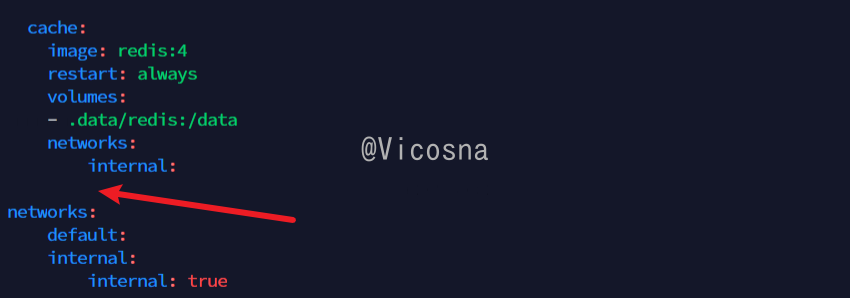 cache:
image: redis:4
restart: always
volumes:
- .data/redis:/data
networks:
@Vicosna
internal:
networks:
default:
internal:
internal: true